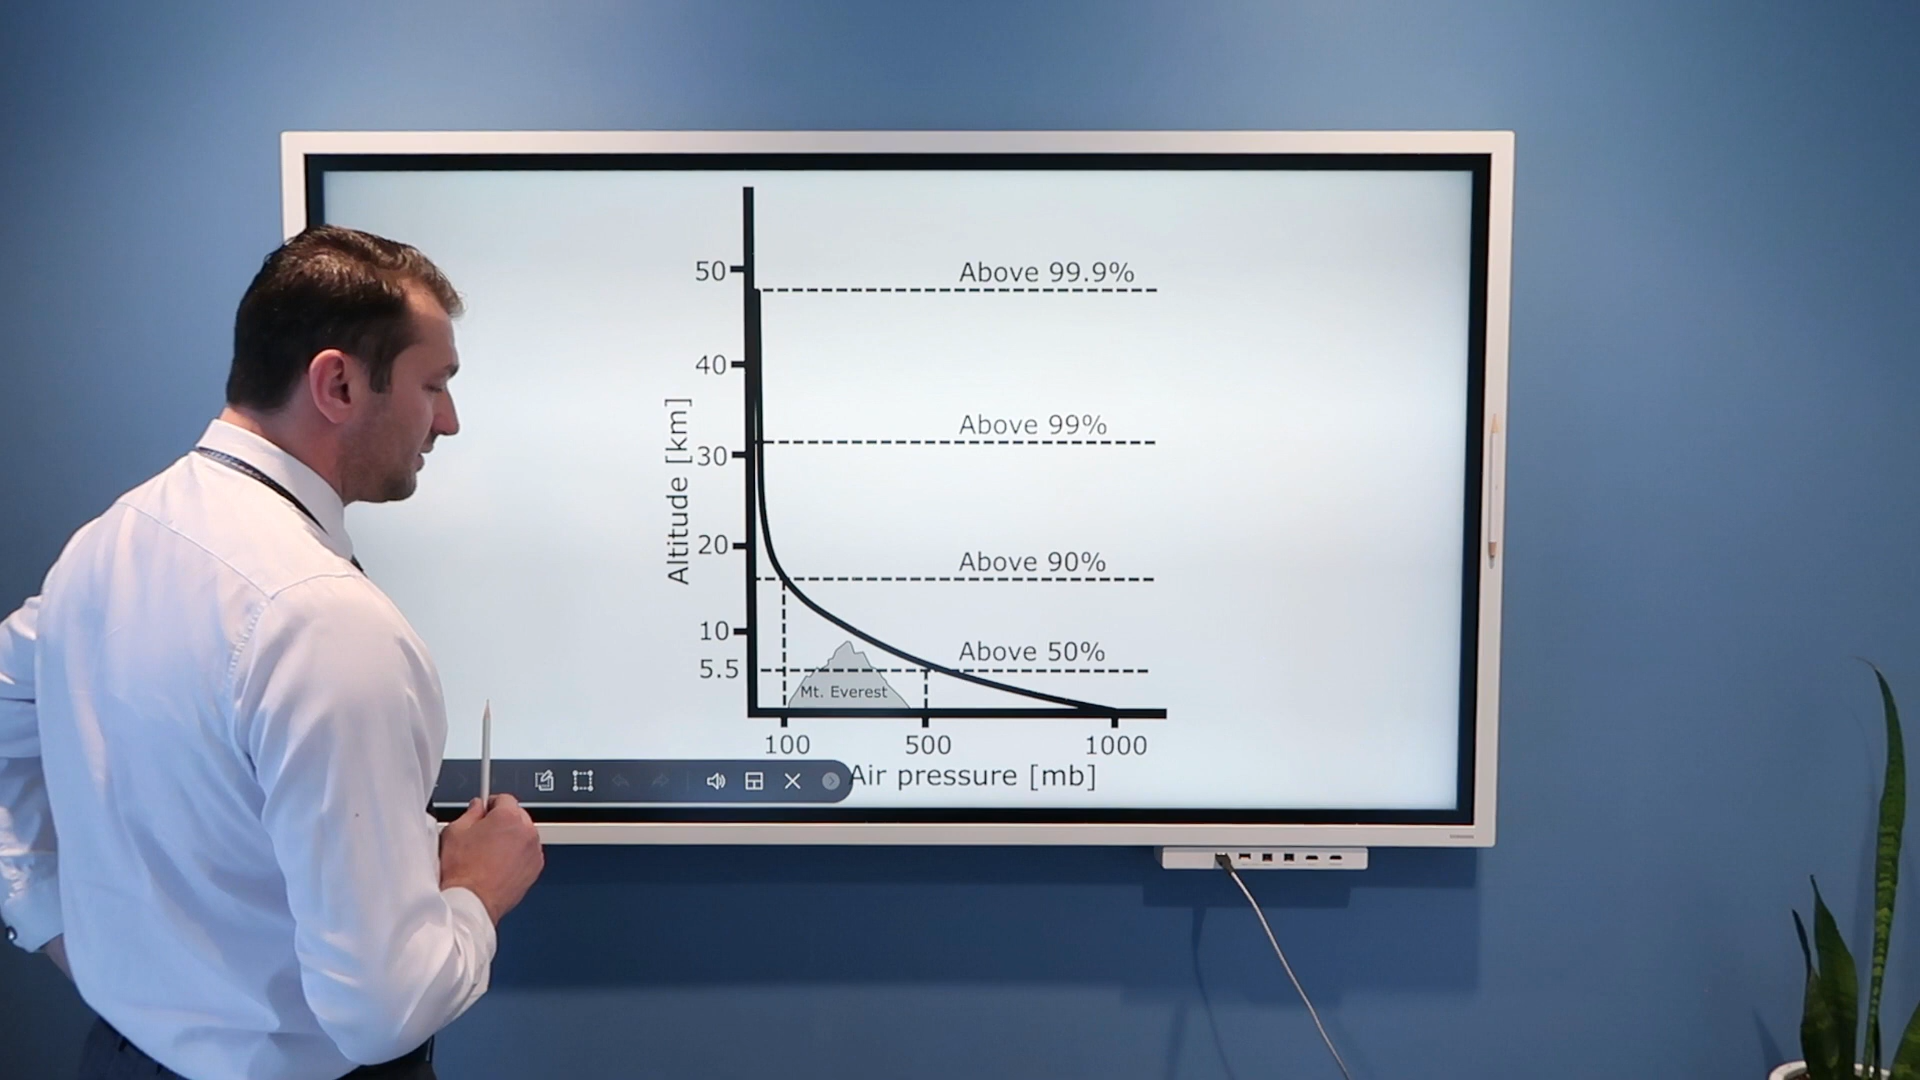 50
Above 99.9%
40
Above 99%
Altitude [km]
30
20
Above 90%
10
Above 50%
5.5
Mt. Everest
100
500
1000
Air pressure [mb]